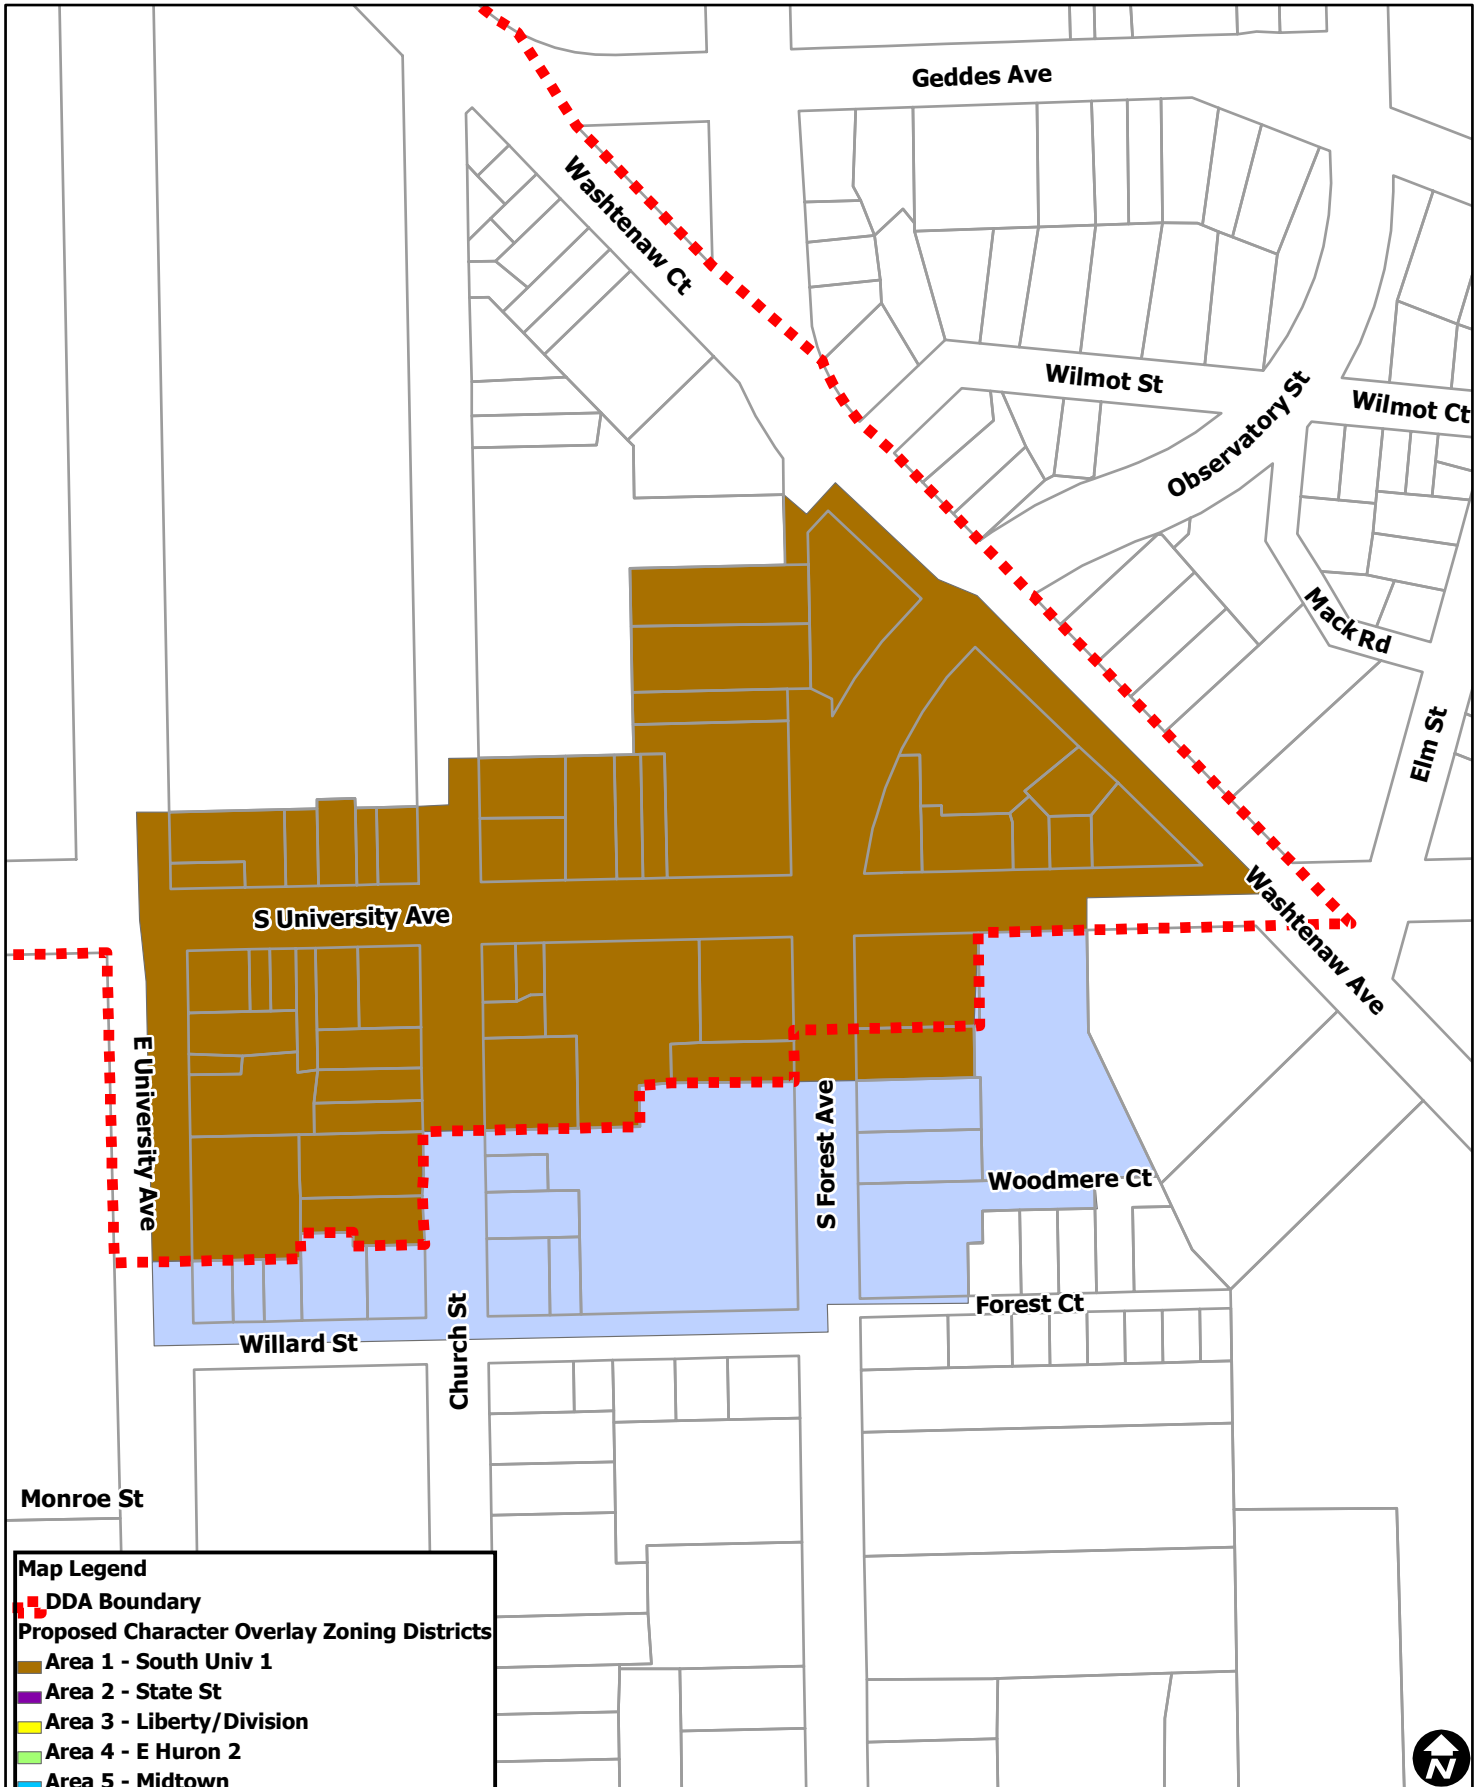 Geddes Ave
Washtenaw Ct
Wilmot St
Wilmot Ct
Observatory St
Mack Rd
Elm St
S University Ave
Washtenaw Ave
E University Ave
S Forest Ave
Woodmere Ct
Forest Ct
Church St
Willard St
Monroe St
Map Legend
DDA Boundary
Proposed Character Overlay Zoning Districts
Area 1 - South Univ 1
Area 2 - State St
Area 3 - Liberty/Division
Area 4 - E Huron 2
Area 5 - Midtown
N